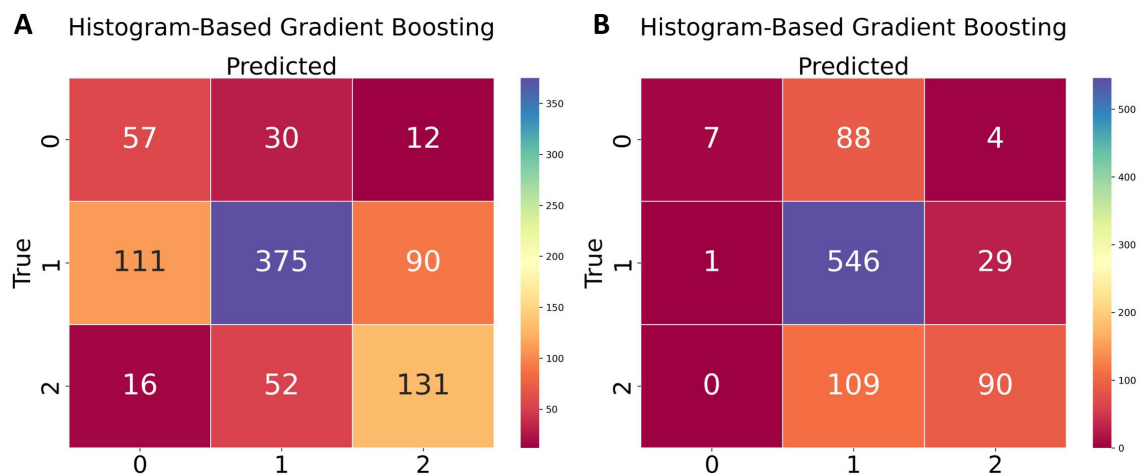 A Histogram-Based Gradient Boosting
Predicted
True
0 57 30 12
1 111 375 90
2 16 52 131
0 1 2
350
300
250
200
150
100
50
B Histogram-Based Gradient Boosting
Predicted
True
0 7 88 4
1 1 546 29
2 0 109 90
0 1 2
500
400
300
200
100
0